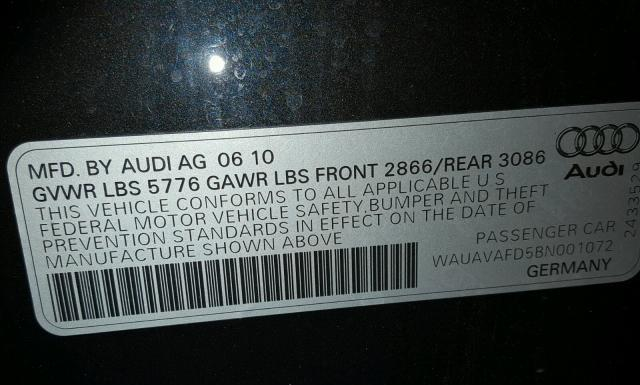 MFD. BY AUDI AG 06 10
GVWR LBS 5776 GAWR LBS FRONT 2866/REAR 3086
THIS VEHICLE CONFORMS TO ALL APPLICABLE U S
FEDERAL MOTOR VEHICLE SAFETY, BUMPER AND THEFT
PREVENTION STANDARDS IN EFFECT ON THE DATE OF
MANUFACTURE SHOWN ABOVE
Audi
PASSENGER CAR
WAUAVAFD5BN001072
GERMANY
2433529